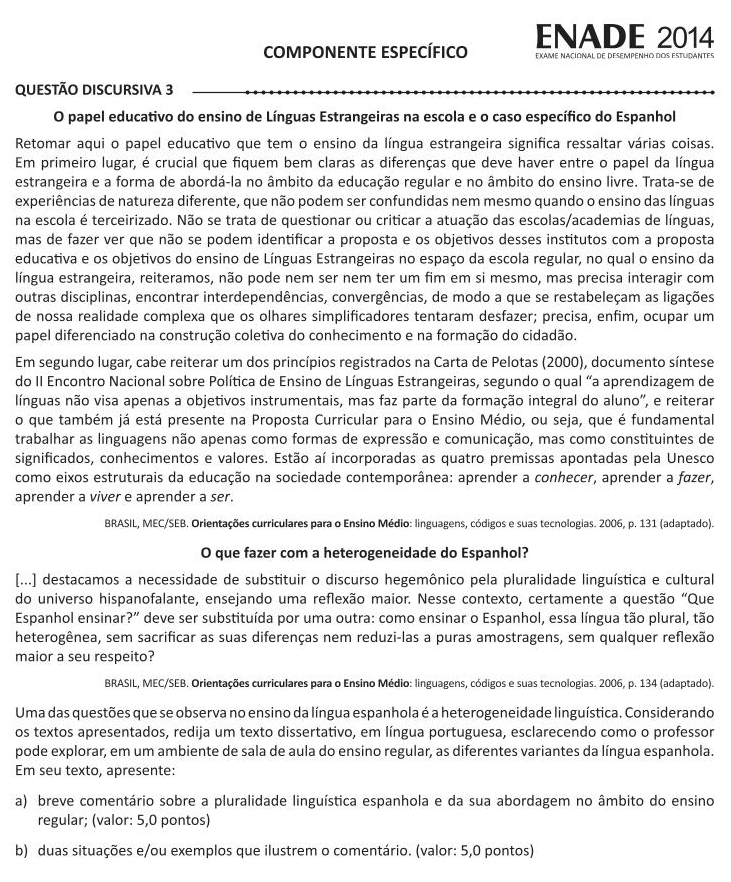 ENADE 2014
EXAME NACIONAL DE DESEMPENHO DOS ESTUDANTES
COMPONENTE ESPECÍFICO
QUESTÃO DISCURSIVA 3
O papel educativo do ensino de Línguas Estrangeiras na escola e o caso específico do Espanhol
Retomar aqui o papel educativo que tem o ensino da língua estrangeira significa ressaltar várias coisas.
Em primeiro lugar, é crucial que fiquem bem claras as diferenças que deve haver entre o papel da língua
estrangeira e a forma de abordá-la no âmbito da educação regular e no âmbito do ensino livre. Trata-se de
experiências de natureza diferente, que não podem ser confundidas nem mesmo quando o ensino das línguas
na escola é terceirizado. Não se trata de questionar ou criticar a atuação das escolas/academias de línguas,
mas de fazer ver que não se podem identificar a proposta e os objetivos desses institutos com a proposta
educativa e os objetivos do ensino de Línguas Estrangeiras no espaço da escola regular, no qual o ensino da
língua estrangeira, reiteramos, não pode nem ser nem ter um fim em si mesmo, mas precisa interagir com
outras disciplinas, encontrar interdependências, convergências, de modo a que se restabeleçam as ligações
de nossa realidade complexa que os olhares simplificadores tentaram desfazer; precisa, enfim, ocupar um
papel diferenciado na construção coletiva do conhecimento e na formação do cidadão.
Em segundo lugar, cabe reiterar um dos princípios registrados na Carta de Pelotas (2000), documento síntese
do II Encontro Nacional sobre Política de Ensino de Línguas Estrangeiras, segundo o qual “a aprendizagem de
línguas não visa apenas a objetivos instrumentais, mas faz parte da formação integral do aluno”, e reiterar
o que também já está presente na Proposta Curricular para o Ensino Médio, ou seja, que é fundamental
trabalhar as linguagens não apenas como formas de expressão e comunicação, mas como constituintes de
significados, conhecimentos e valores. Estão aí incorporadas as quatro premissas apontadas pela Unesco
como eixos estruturais da educação na sociedade contemporânea: aprender a conhecer, aprender a fazer,
aprender a viver e aprender a ser.
BRASIL, MEC/SEB. Orientações curriculares para o Ensino Médio: linguagens, códigos e suas tecnologias. 2006, p. 131 (adaptado).
O que fazer com a heterogeneidade do Espanhol?
[...] destacamos a necessidade de substituir o discurso hegemônico pela pluralidade linguística e cultural
do universo hispanofalante, ensejando uma reflexão maior. Nesse contexto, certamente a questão “Que
Espanhol ensinar?” deve ser substituída por uma outra: como ensinar o Espanhol, essa língua tão plural, tão
heterogênea, sem sacrificar as suas diferenças nem reduzi-las a puras amostragens, sem qualquer reflexão
maior a seu respeito?
BRASIL, MEC/SEB. Orientações curriculares para o Ensino Médio: linguagens, códigos e suas tecnologias. 2006, p. 134 (adaptado).
Uma das questões que se observa no ensino da língua espanhola é a heterogeneidade linguística. Considerando
os textos apresentados, redija um texto dissertativo, em língua portuguesa, esclarecendo como o professor
pode explorar, em um ambiente de sala de aula do ensino regular, as diferentes variantes da língua espanhola.
Em seu texto, apresente:
a) breve comentário sobre a pluralidade linguística espanhola e da sua abordagem no âmbito do ensino
regular; (valor: 5,0 pontos)
b) duas situações e/ou exemplos que ilustrem o comentário. (valor: 5,0 pontos)